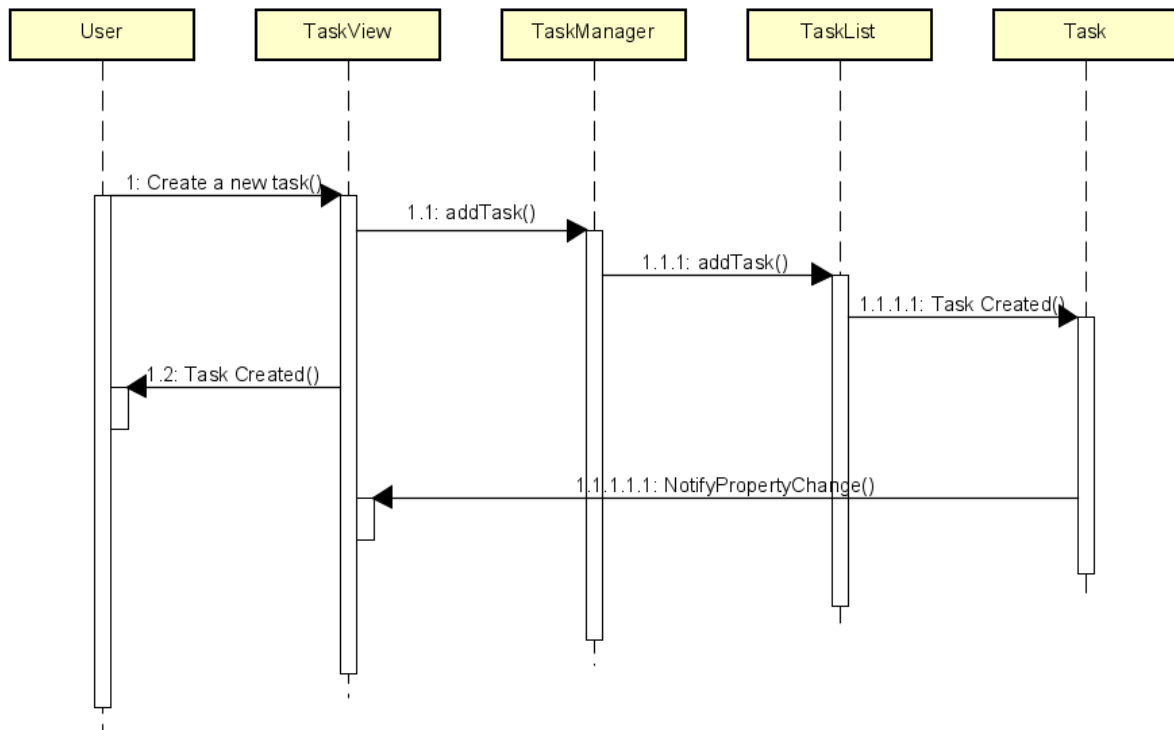 User
TaskView
TaskManager
TaskList
Task
1: Create a new task()
1.1: addTask()
1.1.1: addTask()
1.1.1.1: Task Created()
1.2: Task Created()
1.1.1.1.1: NotifyPropertyChange()